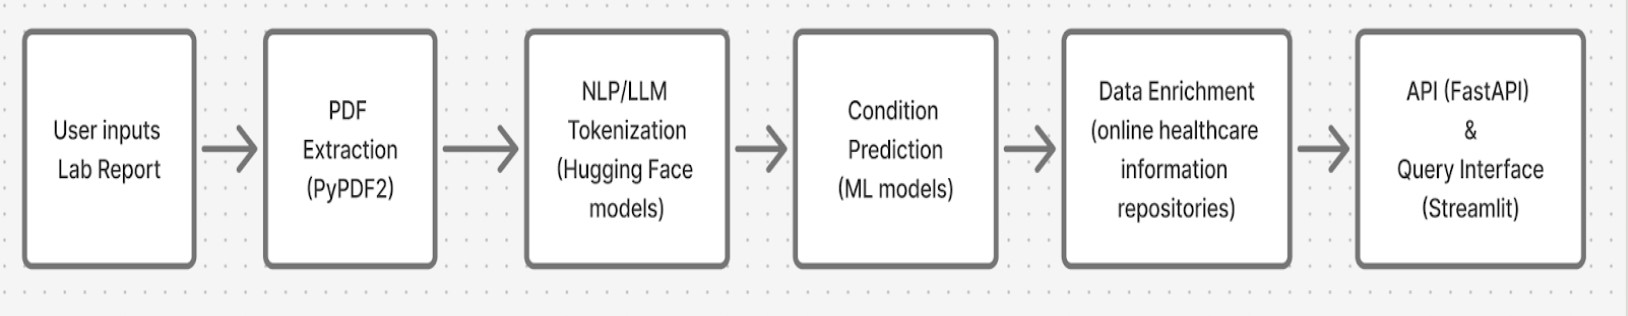 User inputs
Lab Report
PDF
Extraction
(PyPDF2)
NLP/LLM
Tokenization
(Hugging Face
models)
Condition
Prediction
(ML models)
Data Enrichment
(online healthcare
information
repositories)
API (FastAPI)
&
Query Interface
(Streamlit)